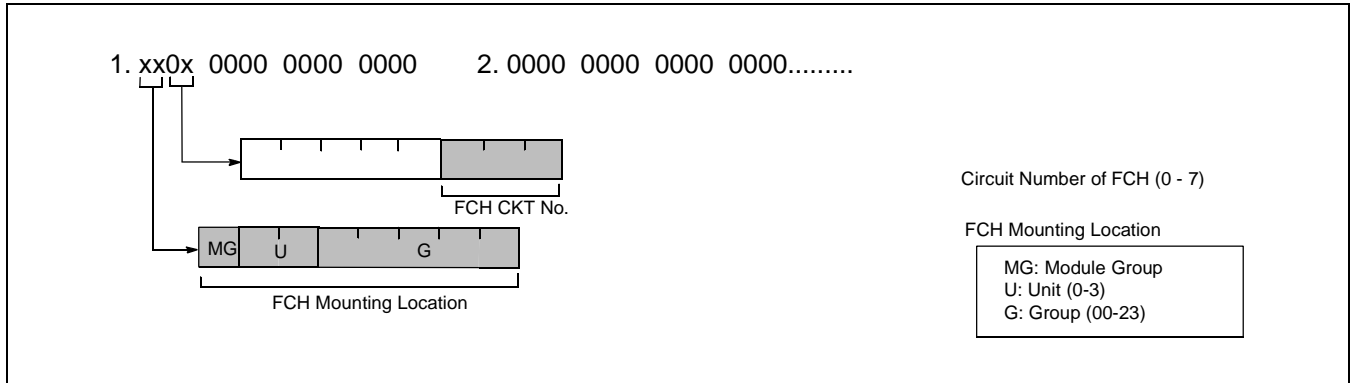 1. xx0x 0000 0000 0000 2. 0000 0000 0000 0000.........
FCH CKT No.
MG U G
FCH Mounting Location
Circuit Number of FCH (0 - 7)
FCH Mounting Location
MG: Module Group
U: Unit (0-3)
G: Group (00-23)